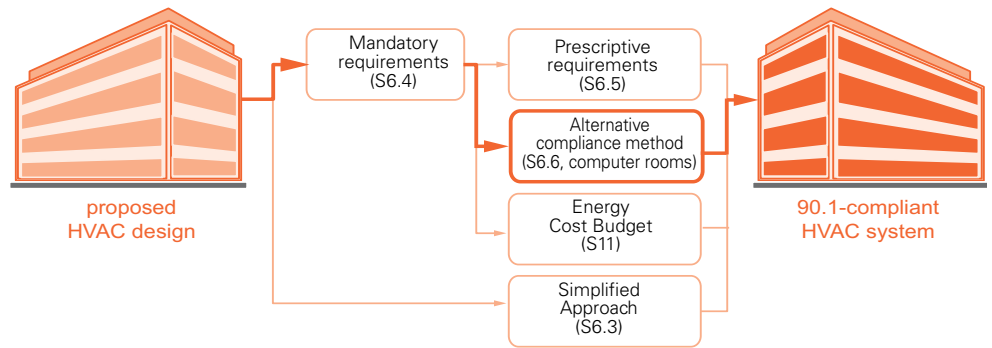 Mandatory
requirements
(S6.4)
Prescriptive
requirements
(S6.5)
Alternative
compliance method
(S6.6, computer rooms)
Energy
Cost Budget
(S11)
Simplified
Approach
(S6.3)
proposed
HVAC design
90.1-compliant
HVAC system